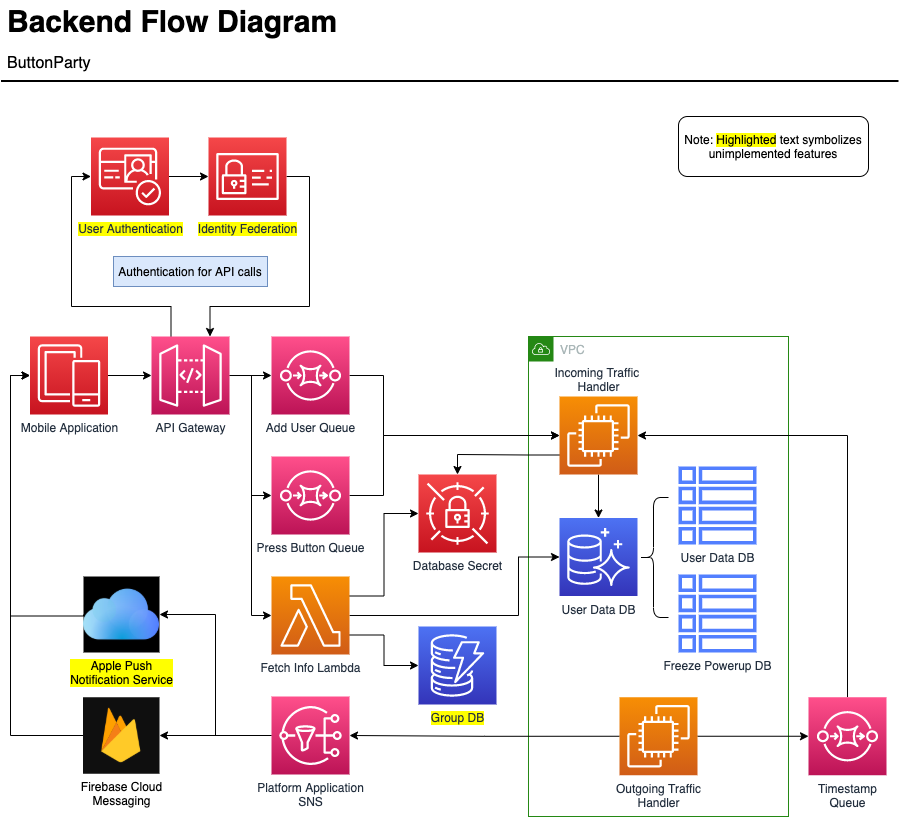 Backend Flow Diagram
ButtonParty
Note: Highlighted text symbolizes
unimplemented features
User Authentication
Identity Federation
Authentication for API calls
VPC
Incoming Traffic
Handler
Mobile Application
API Gateway
Add User Queue
Press Button Queue
Database Secret
User Data DB
User Data DB
Fetch Info Lambda
Freeze Powerup DB
Apple Push
Notification Service
Group DB
Firebase Cloud
Messaging
Platform Application
SNS
Outgoing Traffic
Handler
Timestamp
Queue